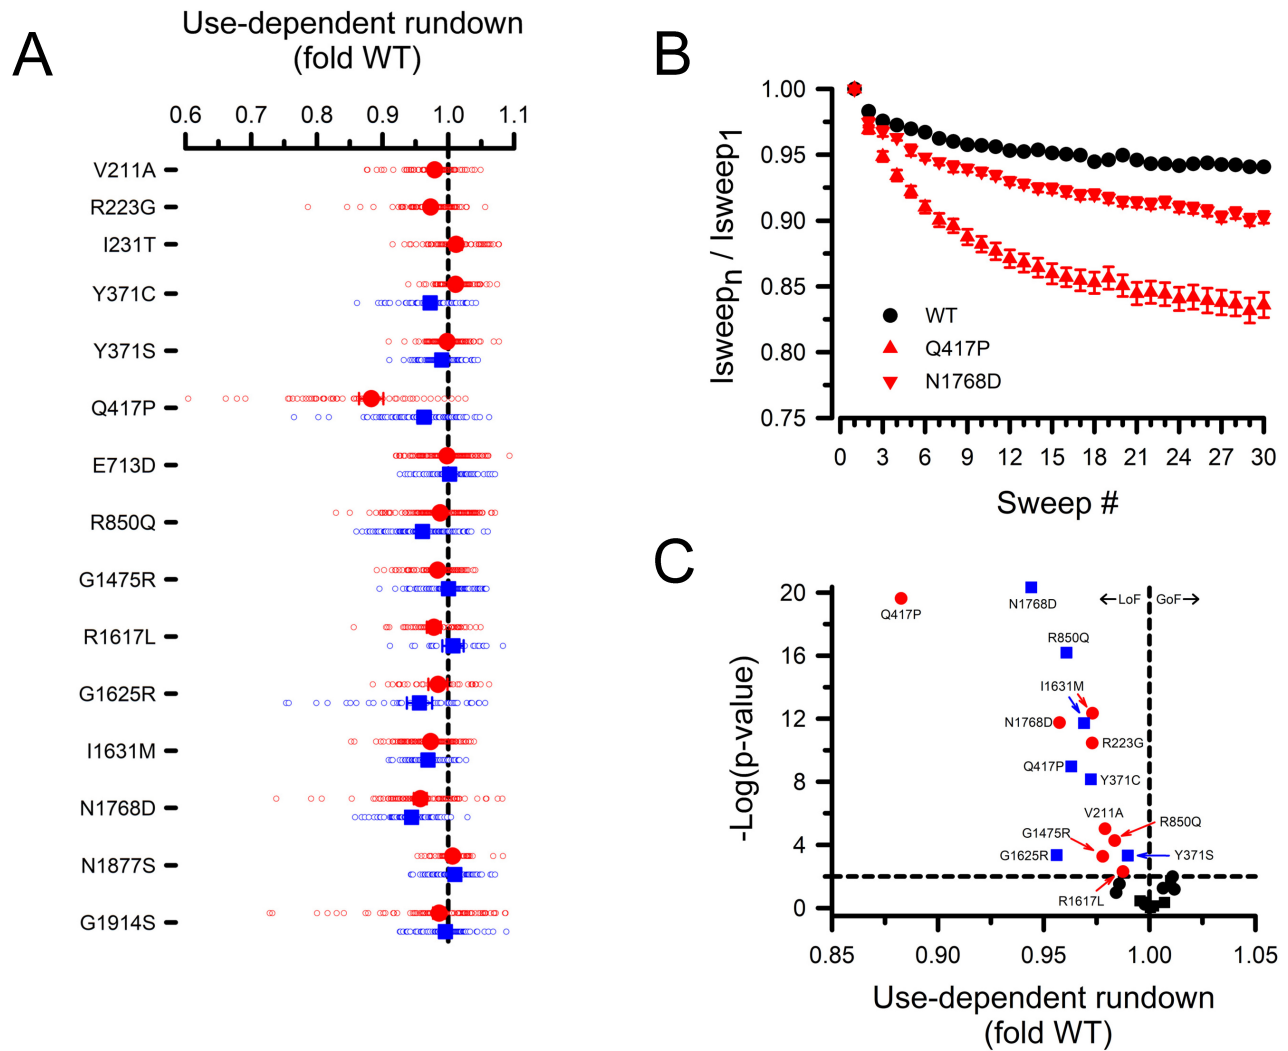 A
Use-dependent rundown
(fold WT)
0.6 0.7 0.8 0.9 1.0 1.1
V211A
R223G
I231T
Y371C
Y371S
Q417P
E713D
R850Q
G1475R
R1617L
G1625R
I1631M
N1768D
N1877S
G1914S
B
1.00
0.95
0.90
0.85
0.80
0.75
Isweepn / Isweep1
WT
Q417P
N1768D
0 3 6 9 12 15 18 21 24 27 30
Sweep #
C
20
16
12
8
4
0
-Log(p-value)
←LoF GoF→
Q417P
N1768D
R850Q
I1631M
N1768D
R223G
Q417P
Y371C
V211A
R850Q
G1475R
G1625R
Y371S
R1617L
0.85 0.90 0.95 1.00 1.05
Use-dependent rundown
(fold WT)